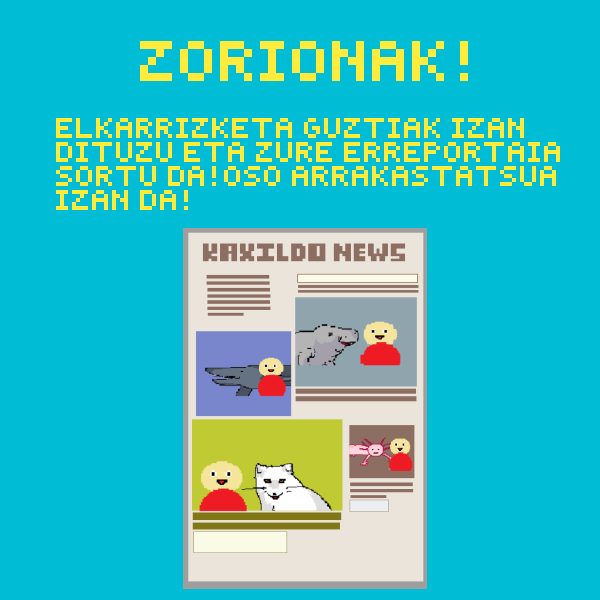 ZORIONAK!
ELKARRIZKETA GUZTIAK IZAN
DITUZU ETA ZURE ERREPORTAIA
SORTU DA!OSO ARRAKASTATSUA
IZAN DA!
KAXILDO NEWS